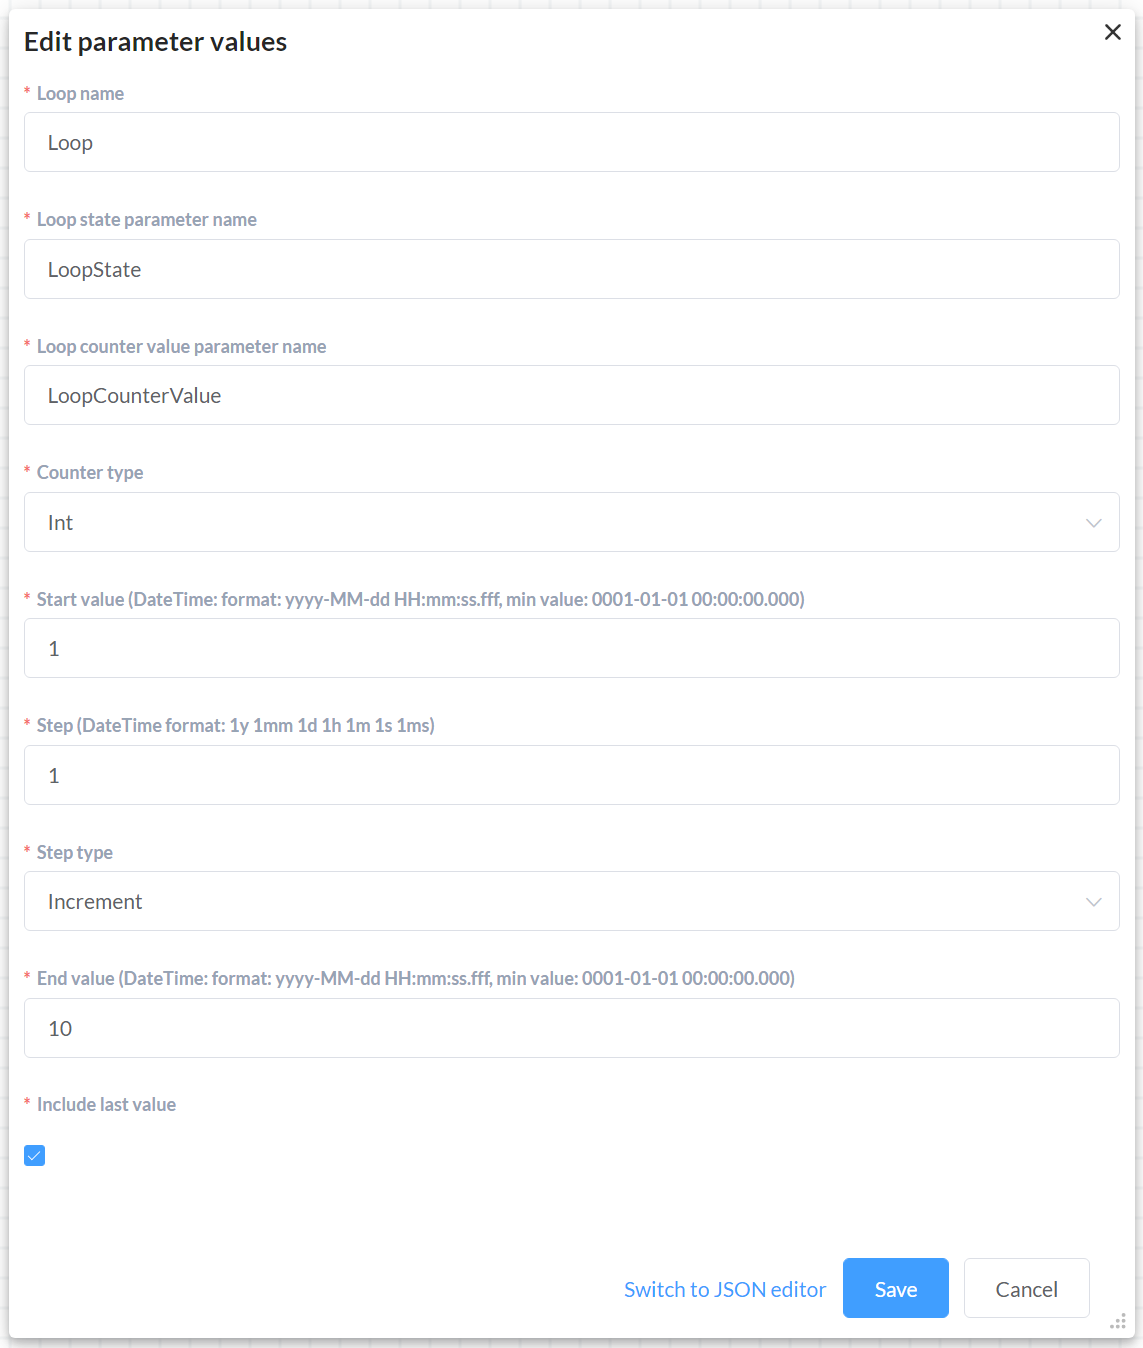 Edit parameter values
* Loop name
Loop
* Loop state parameter name
LoopState
* Loop counter value parameter name
LoopCounterValue
* Counter type
Int
* Start value (DateTime: format: yyyy-MM-dd HH:mm:ss.fff, min value: 0001-01-01 00:00:00.000)
1
* Step (DateTime format: 1y 1mm 1d 1h 1m 1s 1ms)
1
* Step type
Increment
* End value (DateTime: format: yyyy-MM-dd HH:mm:ss.fff, min value: 0001-01-01 00:00:00.000)
10
* Include last value
Switch to JSON editor Save Cancel